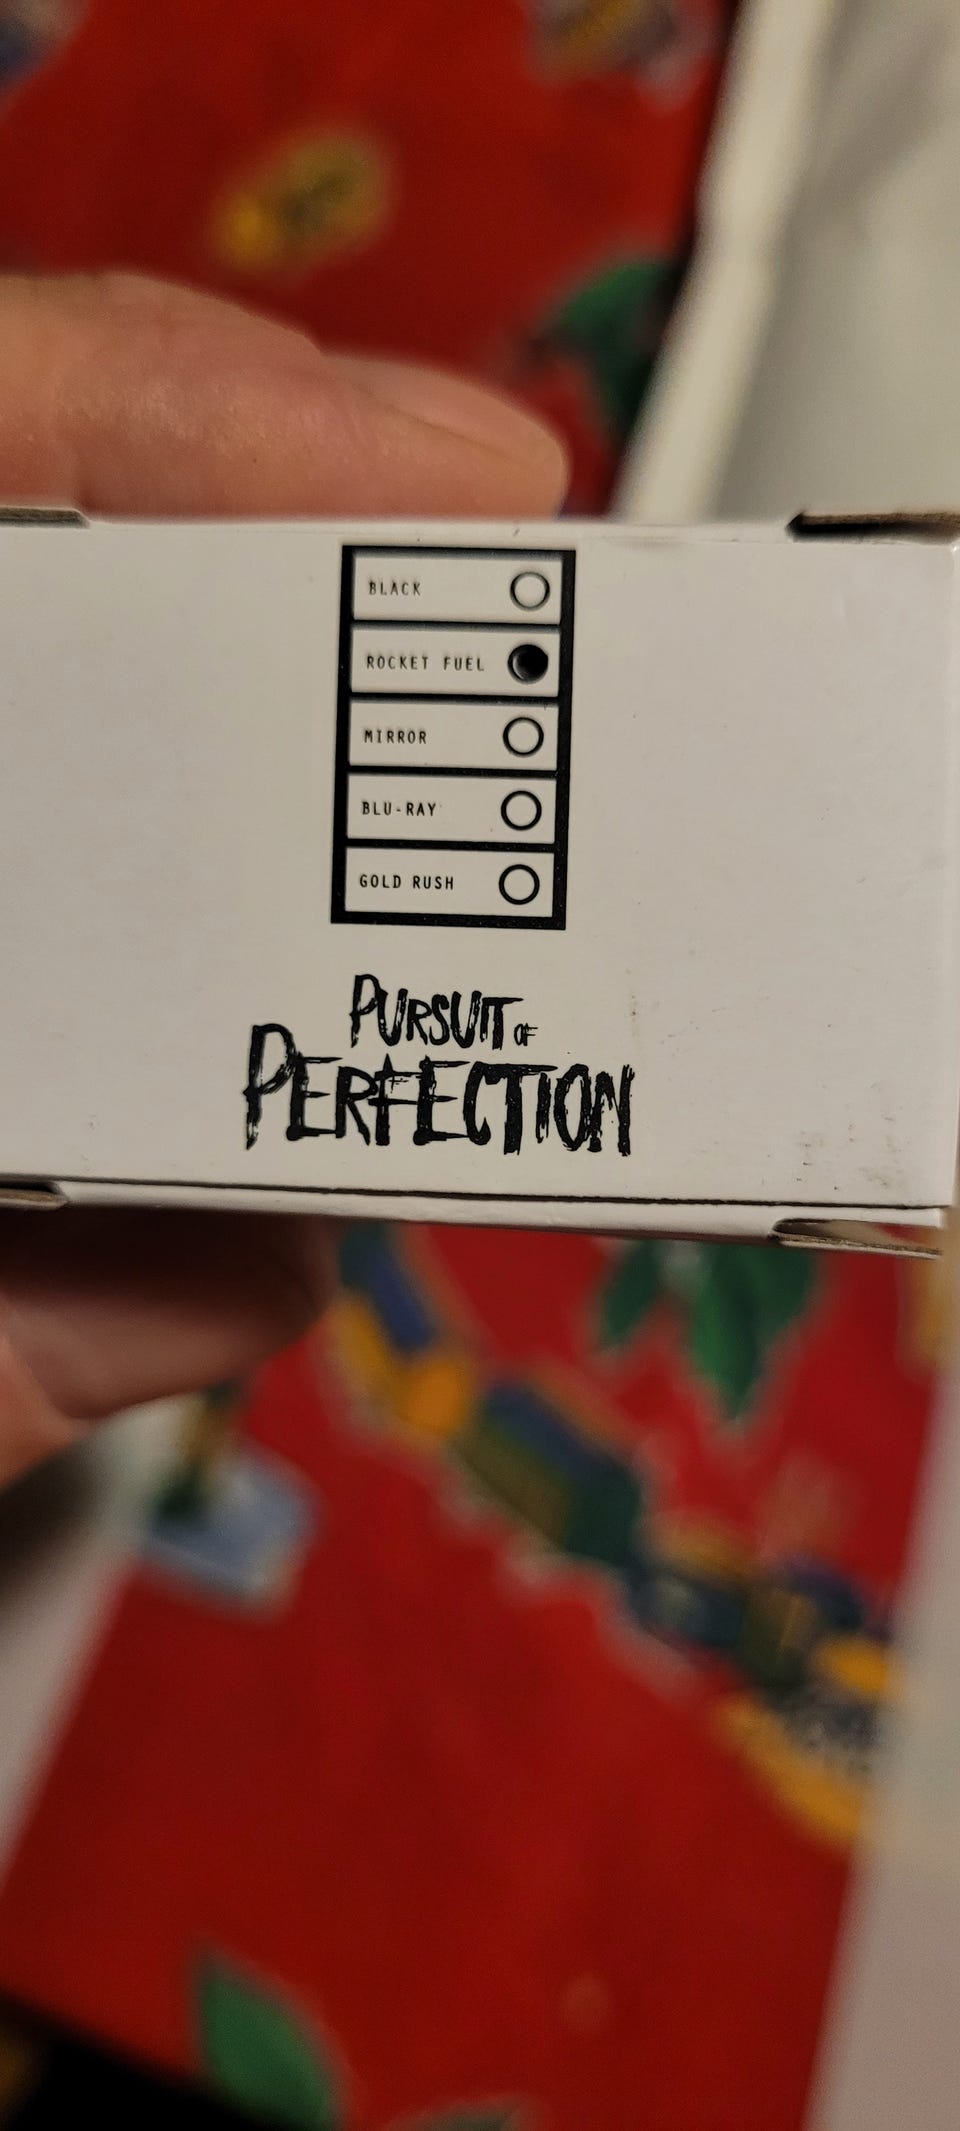 BLACK
ROCKET FUEL
MIRROR
BLU-RAY
GOLD RUSH
PURSUIT OF
PERFECTION